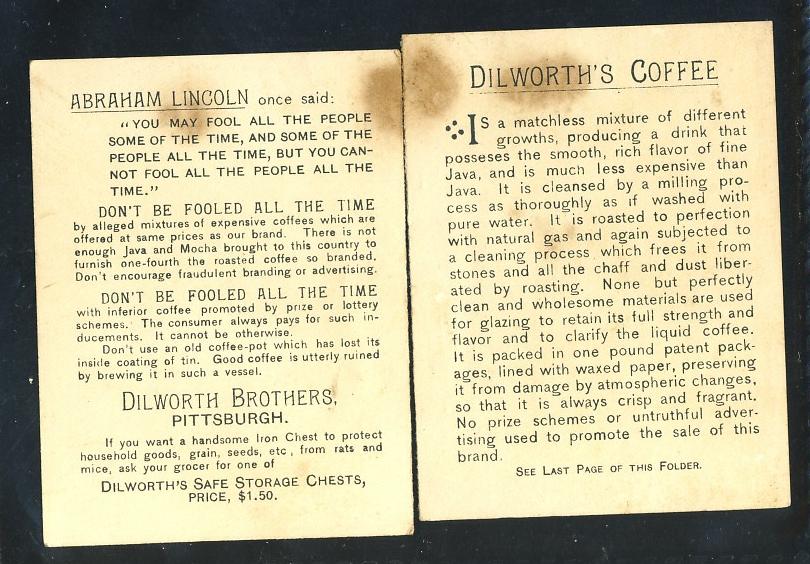 ABRAHAM LINCOLN once said:
"YOU MAY FOOL ALL THE PEOPLE
SOME OF THE TIME, AND SOME OF THE
PEOPLE ALL THE TIME, BUT YOU CAN-
NOT FOOL ALL THE PEOPLE ALL THE
TIME."
DON'T BE FOOLED ALL THE TIME
by alleged mixtures of expensive coffees which are
offered at same prices as our brand. There is not
enough Java and Mocha brought to this country to
furnish one-fourth the roasted coffee so branded.
Don't encourage fraudulent branding or advertising.
DON'T BE FOOLED ALL THE TIME
with inferior coffee promoted by prize or lottery
schemes. The consumer always pays for such in-
ducements. It cannot be otherwise.
Don't use an old coffee-pot which has lost its
inside coating of tin. Good coffee is utterly ruined
by brewing it in such a vessel.
DILWORTH BROTHERS,
PITTSBURGH.
If you want a handsome Iron Chest to protect
household goods, grain, seeds, etc, from rats and
mice, ask your grocer for one of
DILWORTH'S SAFE STORAGE CHESTS,
PRICE, $1.50.
DILWORTH'S COFFEE
IS a matchless mixture of different
growths, producing a drink that
posseses the smooth, rich flavor of fine
Java, and is much less expensive than
Java. It is cleansed by a milling pro-
cess as thoroughly as if washed with
pure water. It is roasted to perfection
with natural gas and again subjected to
a cleaning process which frees it from
stones and all the chaff and dust liber-
ated by roasting. None but perfectly
clean and wholesome materials are used
for glazing to retain its full strength and
flavor and to clarify the liquid coffee.
It is packed in one pound patent pack-
ages, lined with waxed paper, preserving
it from damage by atmospheric changes,
so that it is always crisp and fragrant.
No prize schemes or untruthful adver-
tising used to promote the sale of this
brand.
SEE LAST PAGE OF THIS FOLDER.